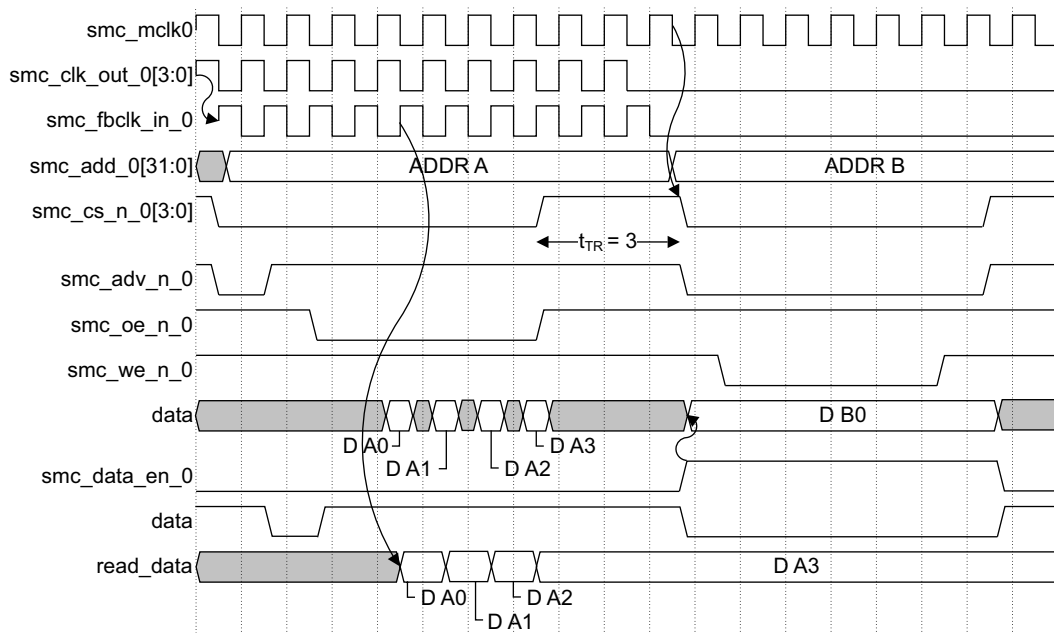 smc_mclk0
smc_clk_out_0[3:0]
smc_fbclk_in_0
smc_add_0[31:0]
ADDR A
ADDR B
smc_cs_n_0[3:0]
tTR = 3
smc_adv_n_0
smc_oe_n_0
smc_we_n_0
data
D B0
D A0
D A3
D A1
D A2
smc_data_en_0
data
read_data
D A3
D A0
D A2
D A1